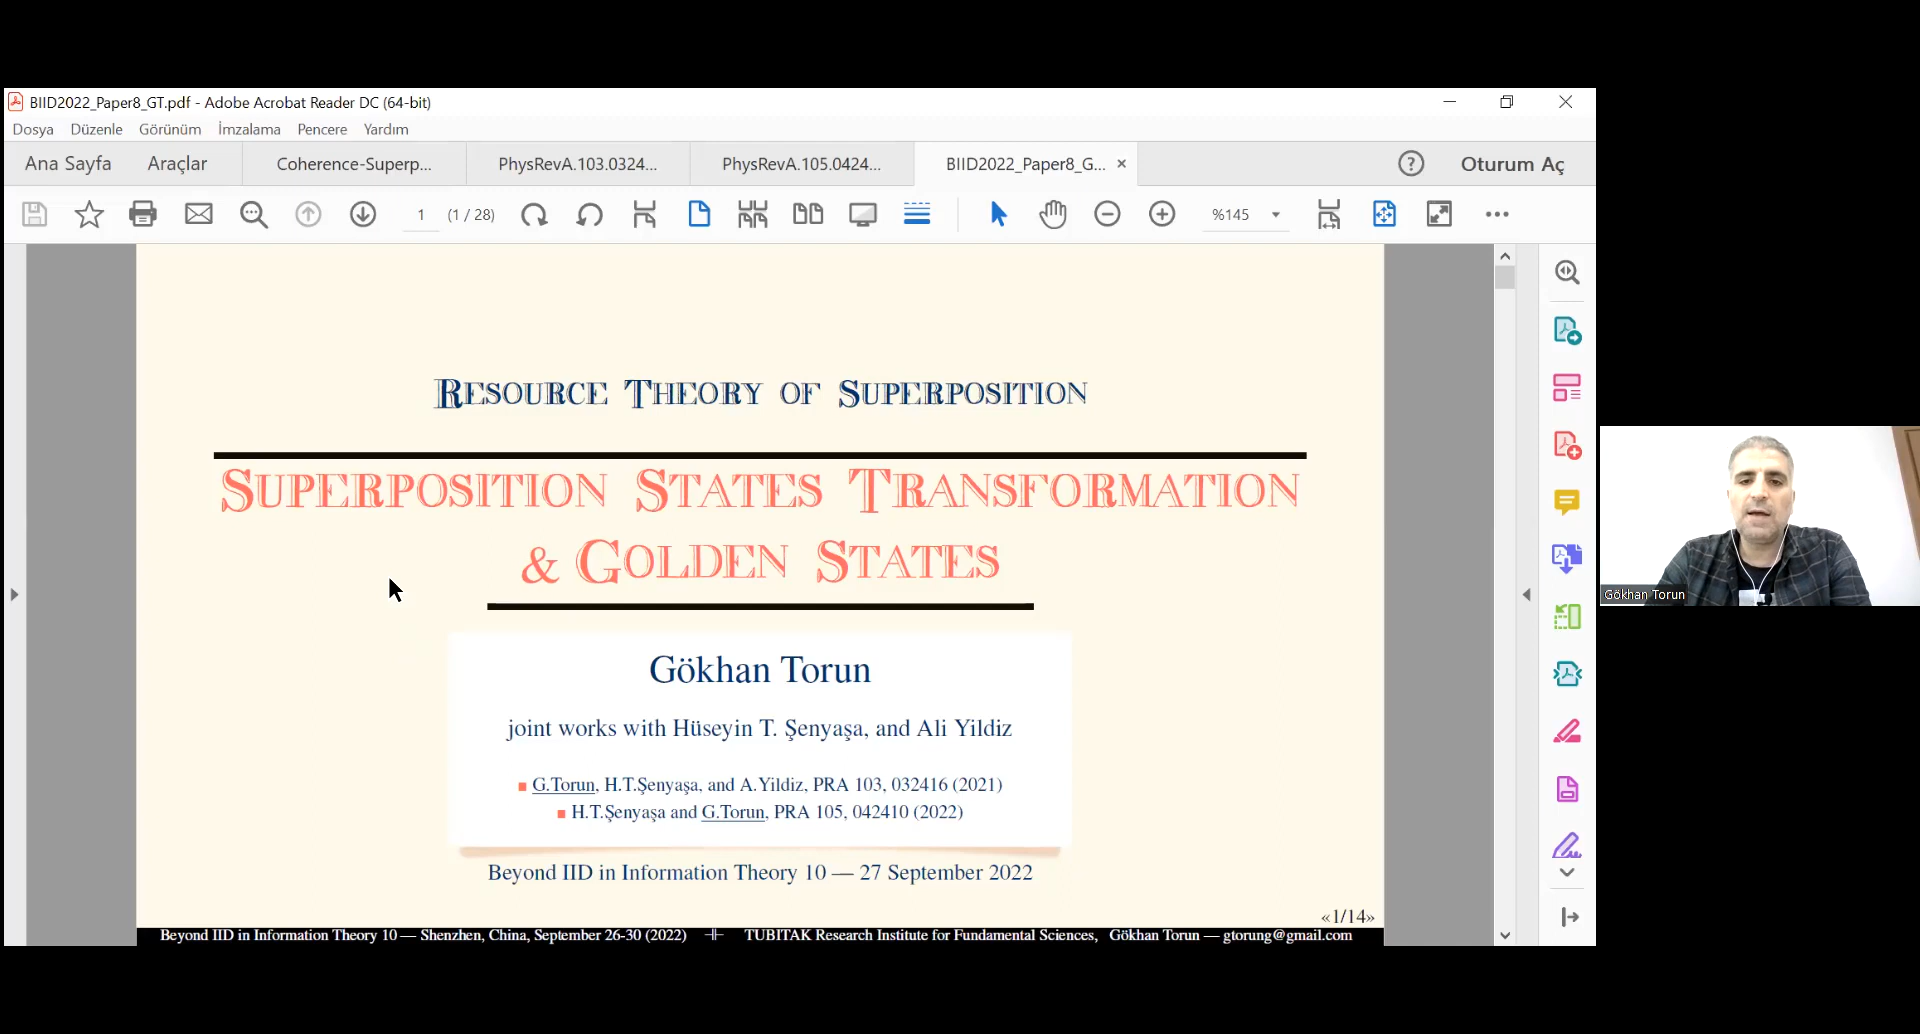 BIID2022_Paper8_GT.pdf - Adobe Acrobat Reader DC (64-bit)
Dosya Düzenle Görünüm İmzalama Pencere Yardım
Ana Sayfa Araçlar Coherence-Superp... PhysRevA.103.0324... PhysRevA.105.0424... BIID2022_Paper8_G... × Oturum Aç
1 (1 / 28) %145
Resource Theory of Superposition
Superposition States Transformation
& Golden States
Gökhan Torun
joint works with Hüseyin T. Şenyaşa, and Ali Yildiz
G.Torun, H.T.Şenyaşa, and A.Yildiz, PRA 103, 032416 (2021)
H.T.Şenyaşa and G.Torun, PRA 105, 042410 (2022)
Beyond IID in Information Theory 10 — 27 September 2022
«1/14»
Beyond IID in Information Theory 10 — Shenzhen, China, September 26-30 (2022) TUBITAK Research Institute for Fundamental Sciences, Gökhan Torun — gtorung@gmail.com
Gökhan Torun